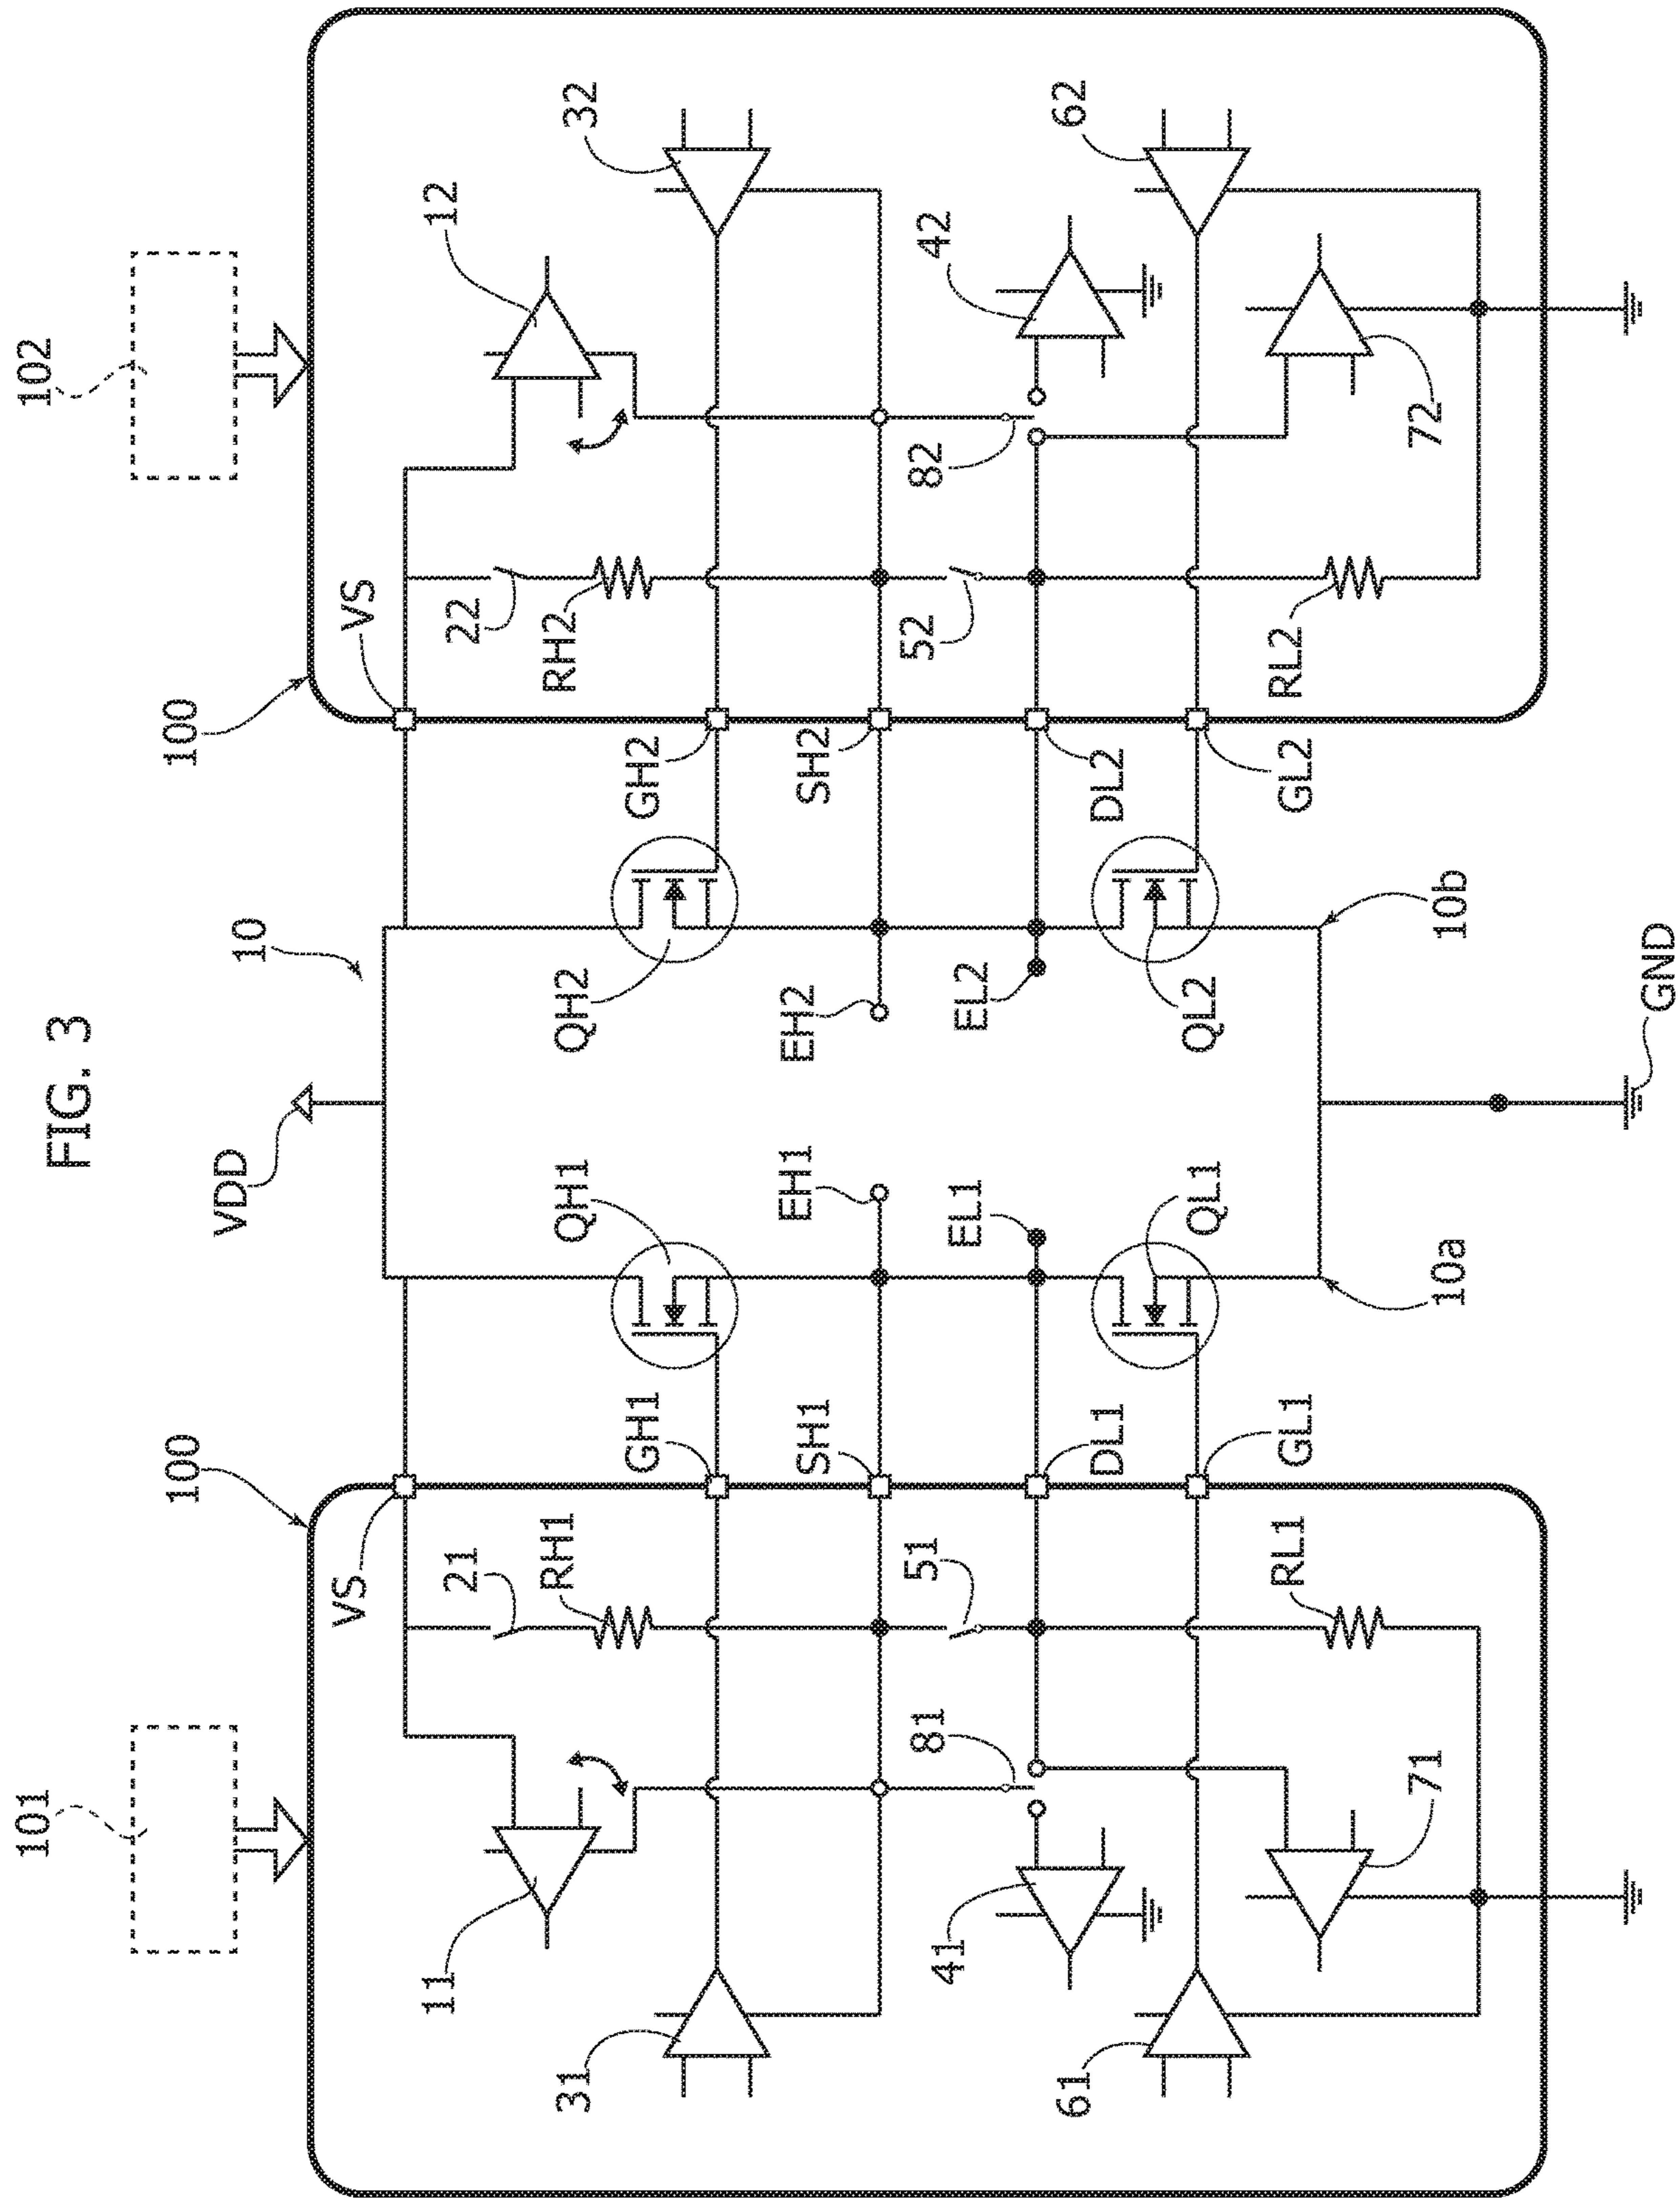 FIG. 3
101
102
VDD
100
10
100
VS
VS
11
21
12
22
RH1
GH1
QH1
QH2
GH2
RH2
31
32
SH1
EH1
EH2
SH2
41
81
51
EL1
EL2
52
82
42
DL1
DL2
61
QL1
QL2
62
RL1
GL1
GL2
RL2
71
10a
10b
72
GND